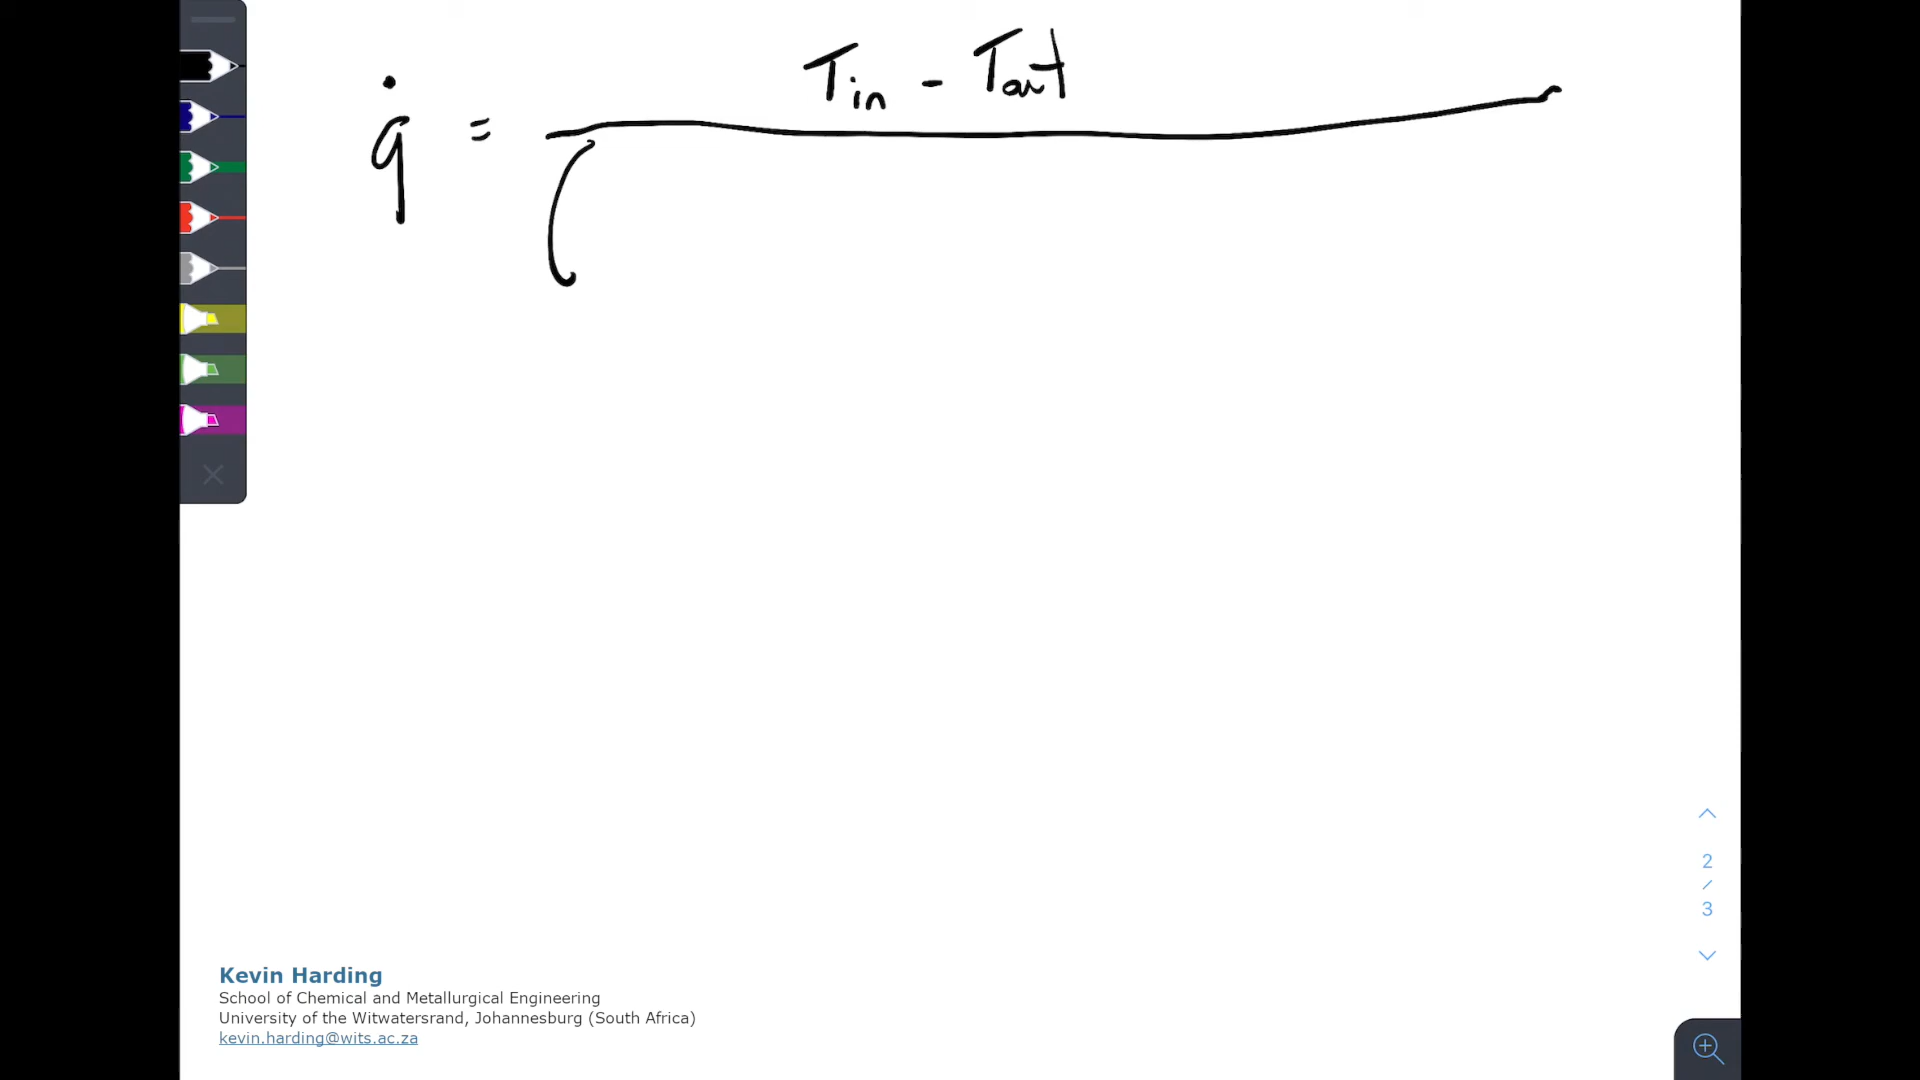 q̇ = Tin - Tout
(
2
/
3
Kevin Harding
School of Chemical and Metallurgical Engineering
University of the Witwatersrand, Johannesburg (South Africa)
kevin.harding@wits.ac.za